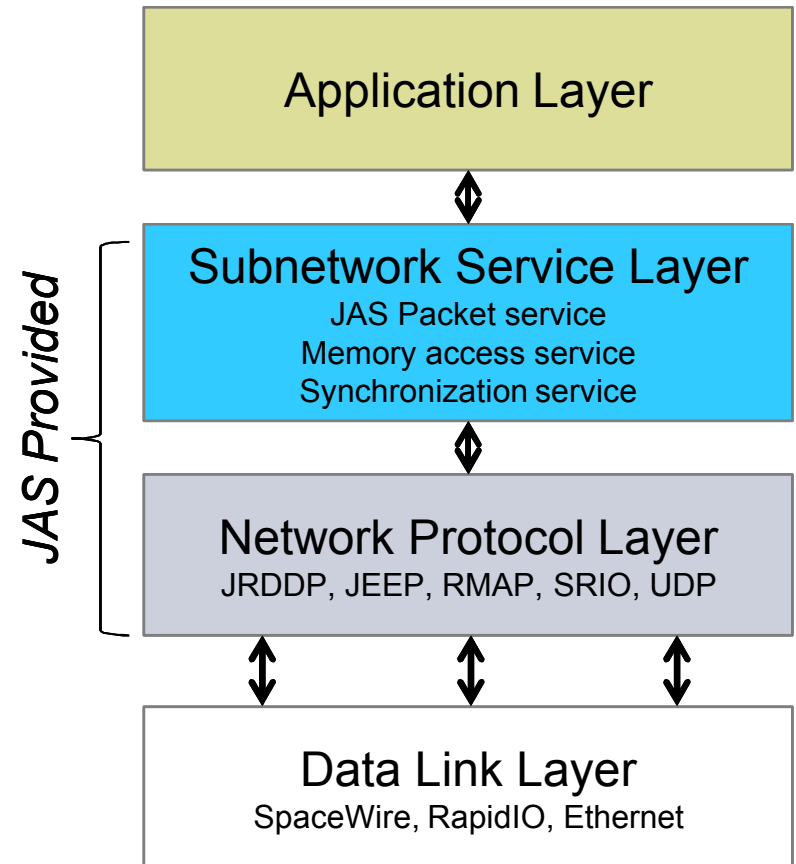 Application Layer
JAS Provided
Subnetwork Service Layer
JAS Packet service
Memory access service
Synchronization service
Network Protocol Layer
JRDDP, JEEP, RMAP, SRIO, UDP
Data Link Layer
SpaceWire, RapidIO, Ethernet